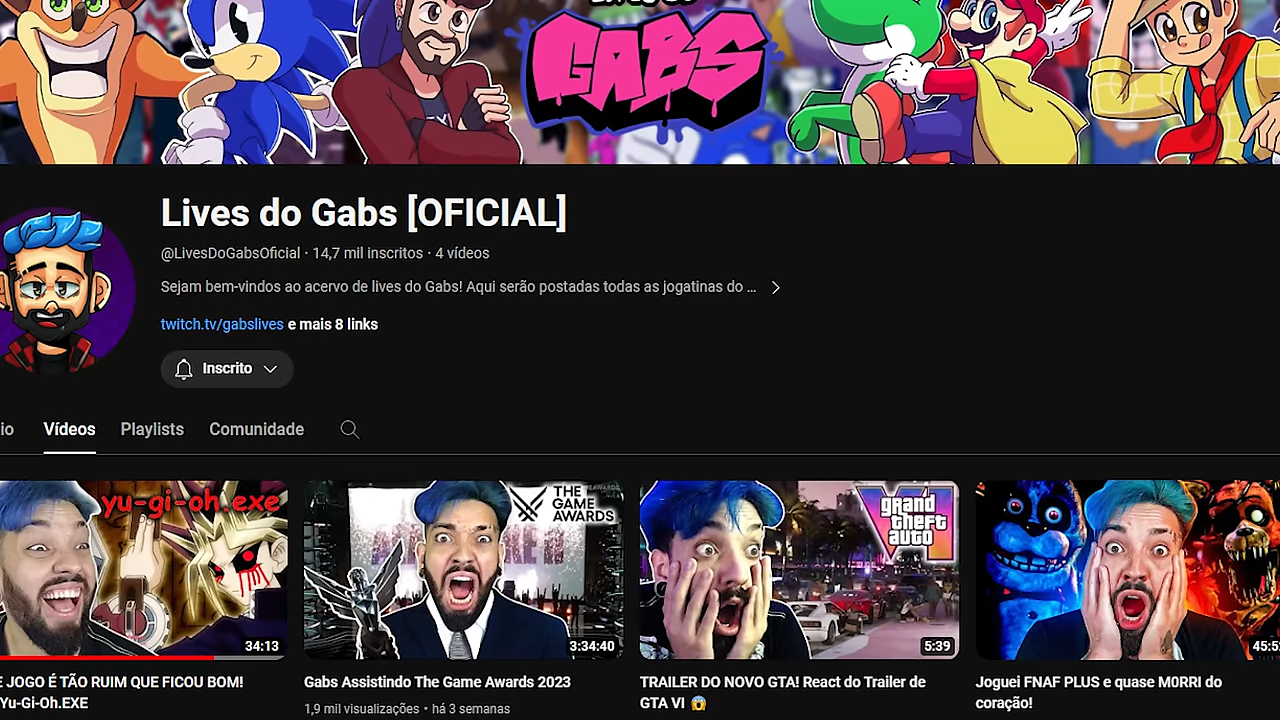 GABS
Lives do Gabs [OFICIAL]
@LivesDoGabsOficial · 14,7 mil inscritos · 4 vídeos
Sejam bem-vindos ao acervo de lives do Gabs! Aqui serão postadas todas as jogatinas do ...
twitch.tv/gabslives e mais 8 links
Inscrito
io
Vídeos
Playlists
Comunidade
yu-gi-oh.exe
34:13
THE
GAME
AWARDS
3:34:40
grand
theft
auto
5:39
45:5
E JOGO É TÃO RUIM QUE FICOU BOM!
Yu-Gi-Oh.EXE
Gabs Assistindo The Game Awards 2023
1,9 mil visualizações • há 3 semanas
TRAILER DO NOVO GTA! React do Trailer de
GTA VI 😱
Joguei FNAF PLUS e quase M0RRI do
coração!